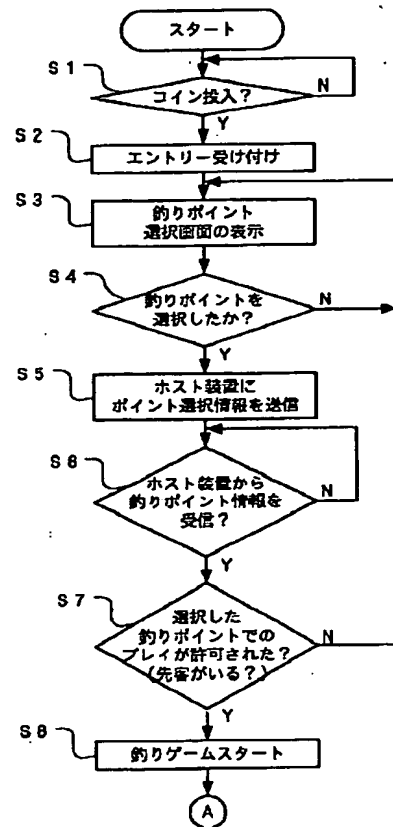 スタート
S1
コイン投入？
N
Y
S2
エントリー受け付け
S3
釣りポイント
選択画面の表示
S4
釣りポイントを
選択したか？
N
Y
S5
ホスト装置に
ポイント選択情報を送信
S6
ホスト装置から
釣りポイント情報を
受信？
N
Y
S7
選択した
釣りポイントでの
プレイが許可された？
(先客がいる？)
N
Y
S8
釣りゲームスタート
A